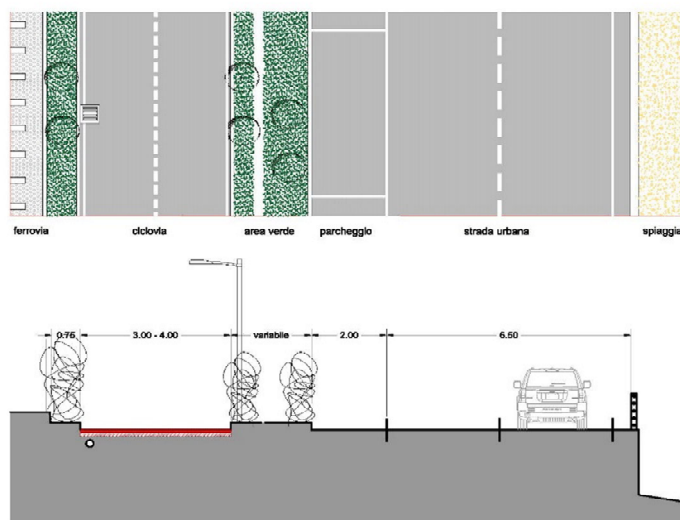 ferrovia ciclovia area verde parcheggio strada urbana spiaggia
0.75 3.00 - 4.00 variabile 2.00 6.50